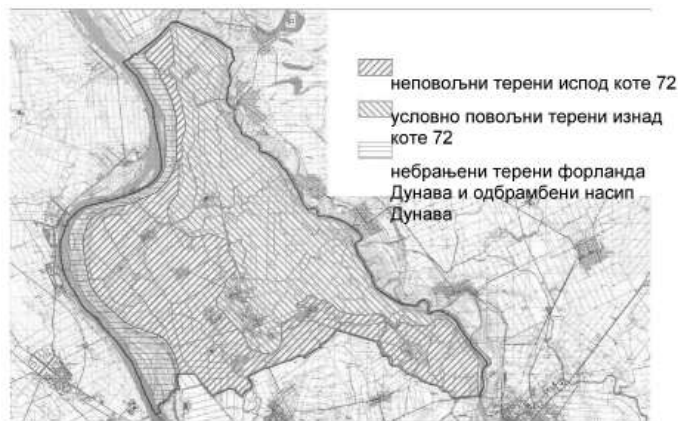 неповољни терени испод коте 72
условно повољни терени изнад
коте 72
небрањени терени форланда
Дунава и одбрамбени насип
Дунава